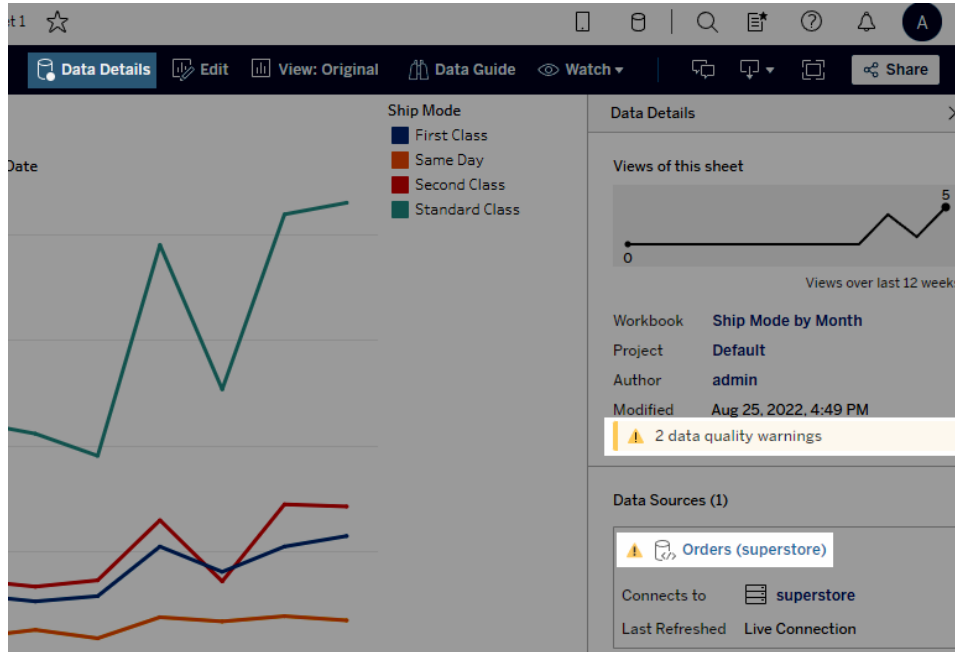 et 1
A
Data Details Edit View: Original Data Guide Watch Share
Ship Mode
First Class
Same Day
Second Class
Standard Class
Date
Data Details
Views of this sheet
5
0
Views over last 12 weeks
Workbook Ship Mode by Month
Project Default
Author admin
Modified Aug 25, 2022, 4:49 PM
2 data quality warnings
Data Sources (1)
Orders (superstore)
Connects to superstore
Last Refreshed Live Connection